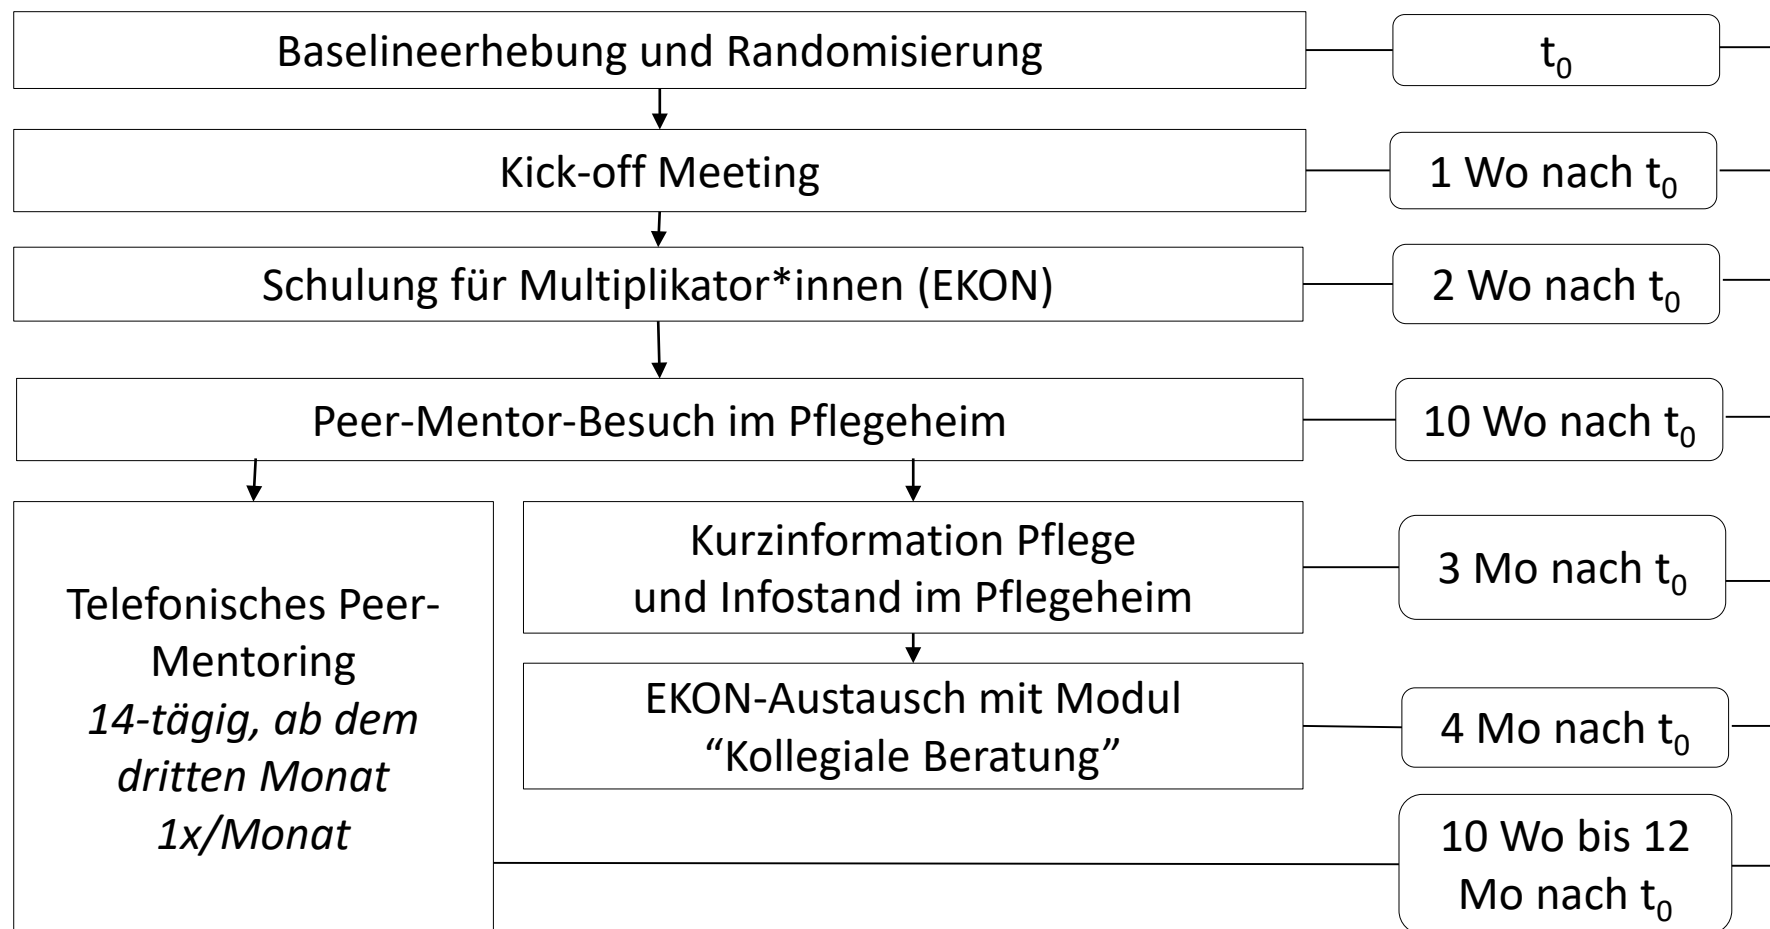 Baselineerhebung und Randomisierung
t₀
Kick-off Meeting
1 Wo nach t₀
Schulung für Multiplikator*innen (EKON)
2 Wo nach t₀
Peer-Mentor-Besuch im Pflegeheim
10 Wo nach t₀
Telefonisches Peer-
Mentoring
14-tägig, ab dem
dritten Monat
1x/Monat
Kurzinformation Pflege
und Infostand im Pflegeheim
3 Mo nach t₀
EKON-Austausch mit Modul
“Kollegiale Beratung”
4 Mo nach t₀
10 Wo bis 12
Mo nach t₀